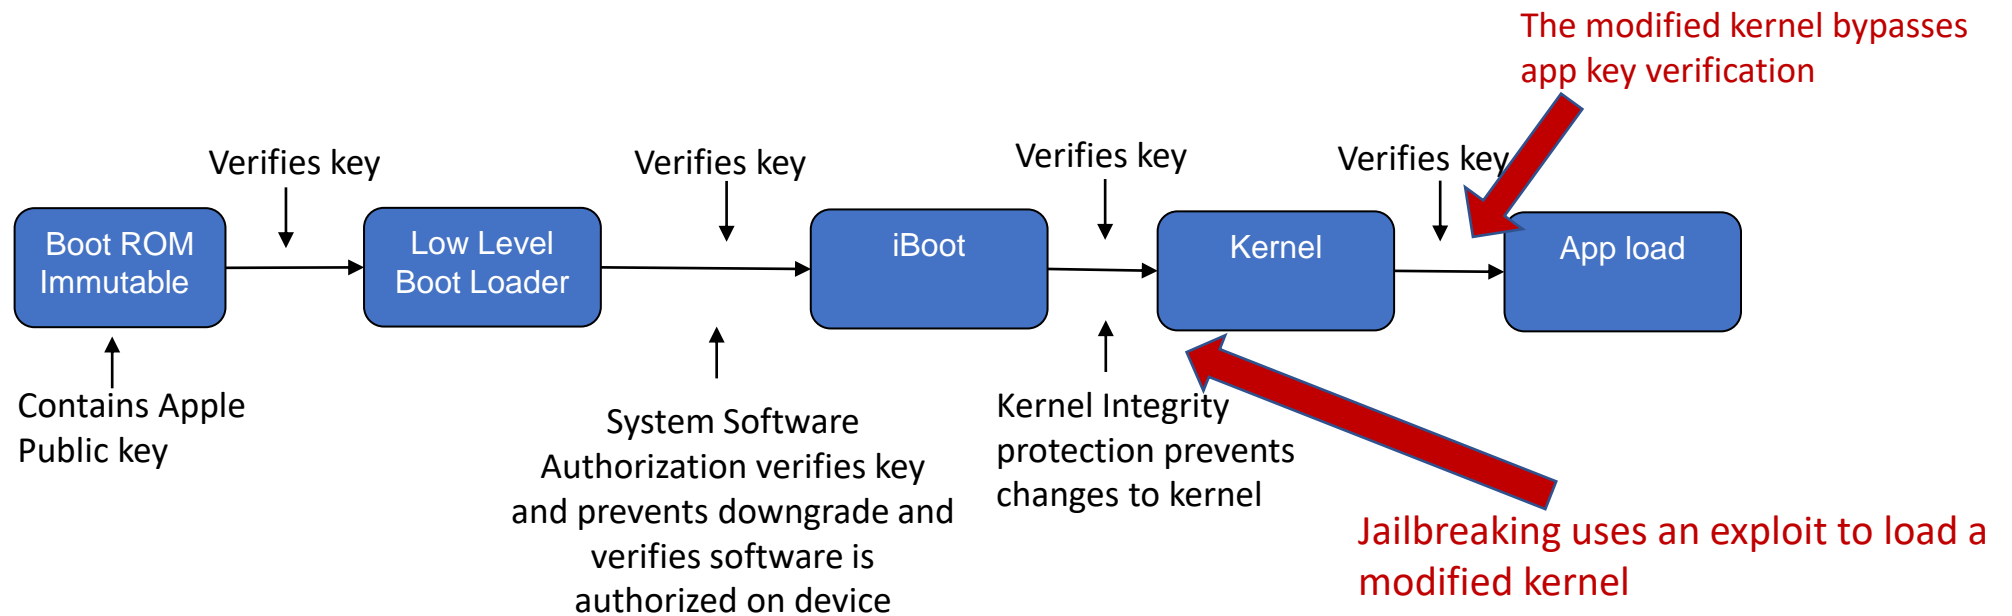 The modified kernel bypasses
app key verification
Verifies key
Verifies key
Verifies key
Verifies key
Boot ROM
Immutable
Low Level
Boot Loader
iBoot
Kernel
App load
Contains Apple
Public key
System Software
Authorization verifies key
and prevents downgrade and
verifies software is
authorized on device
Kernel Integrity
protection prevents
changes to kernel
Jailbreaking uses an exploit to load a
modified kernel